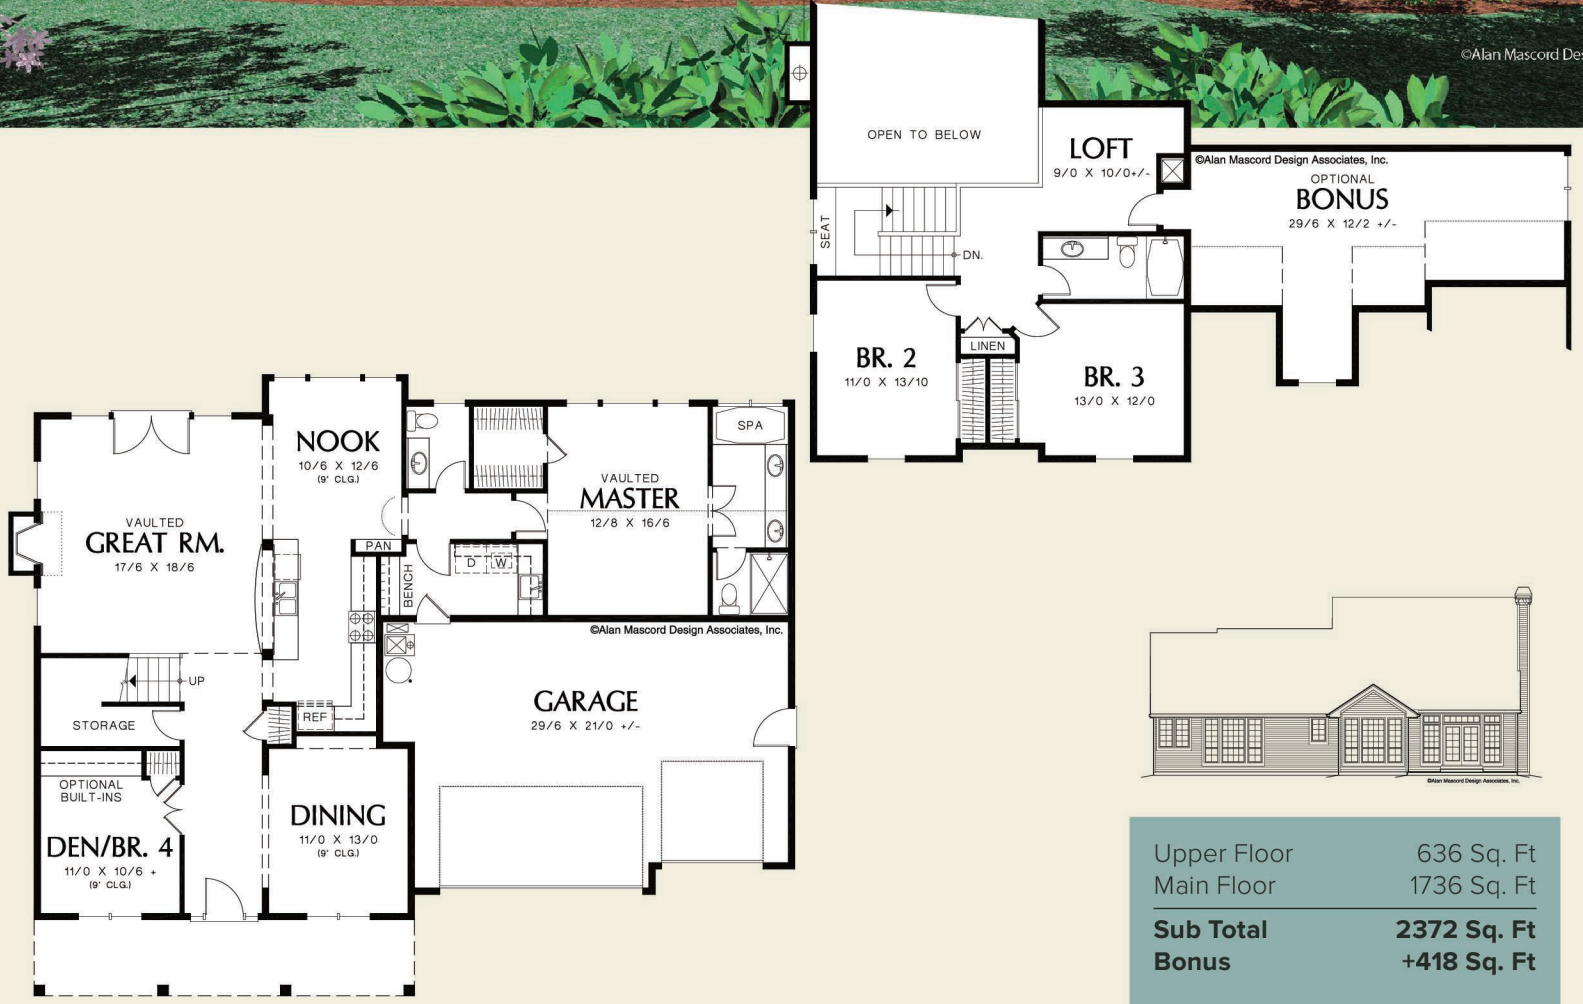 ©Alan Mascord Des
OPEN TO BELOW
LOFT
9/0 X 10/0+/-
©Alan Mascord Design Associates, Inc.
OPTIONAL
BONUS
29/6 X 12/2 +/-
SEAT
DN.
LINEN
BR. 2
11/0 X 13/10
BR. 3
13/0 X 12/0
NOOK
10/6 X 12/6
(9' CLG.)
SPA
VAULTED
MASTER
12/8 X 16/6
VAULTED
GREAT RM.
17/6 X 18/6
PAN
BENCH
D
W
©Alan Mascord Design Associates, Inc.
UP
GARAGE
29/6 X 21/0 +/-
STORAGE
REF
OPTIONAL
BUILT-INS
DEN/BR. 4
11/0 X 10/6 +
(9' CLG.)
DINING
11/0 X 13/0
(9' CLG.)
©Alan Mascord Design Associates, Inc.
Upper Floor 636 Sq. Ft
Main Floor 1736 Sq. Ft
Sub Total 2372 Sq. Ft
Bonus +418 Sq. Ft